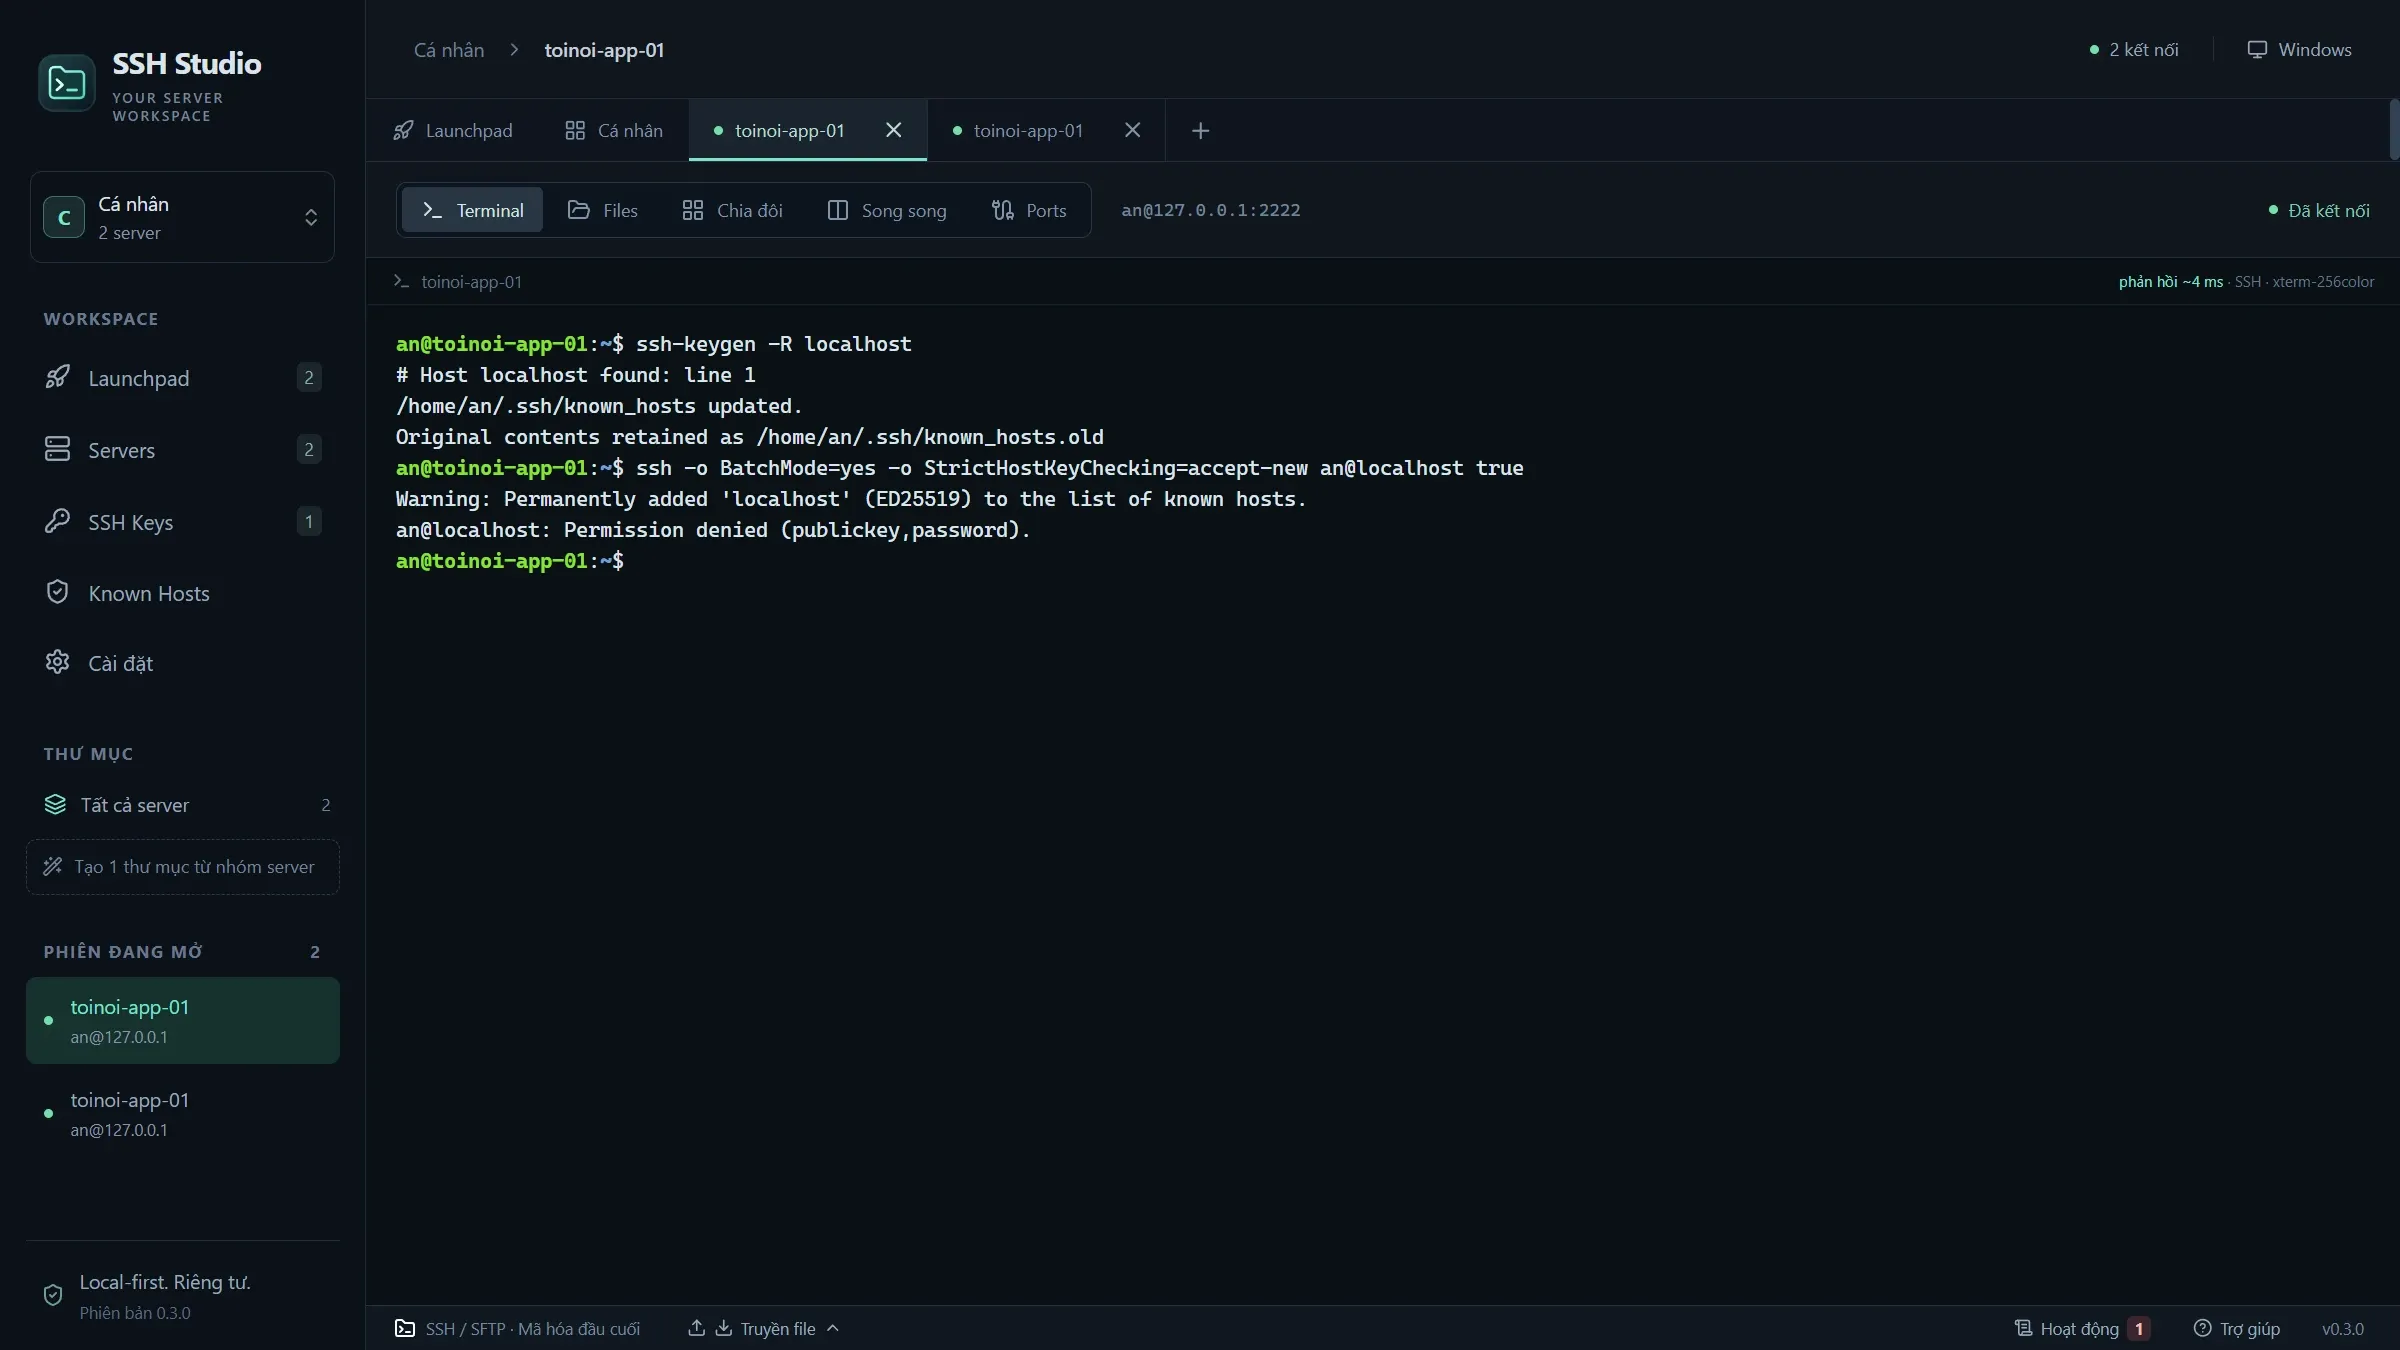 SSH Studio
YOUR SERVER
WORKSPACE
C
Cá nhân
2 server
WORKSPACE
Launchpad 2
Servers 2
SSH Keys 1
Known Hosts
Cài đặt
THƯ MỤC
Tất cả server 2
Tạo 1 thư mục từ nhóm server
PHIÊN ĐANG MỞ 2
toinoi-app-01
an@127.0.0.1
toinoi-app-01
an@127.0.0.1
Local-first. Riêng tư.
Phiên bản 0.3.0
Cá nhân > toinoi-app-01
2 kết nối
Windows
Launchpad
Cá nhân
toinoi-app-01
toinoi-app-01
Terminal
Files
Chia đôi
Song song
Ports
an@127.0.0.1:2222
Đã kết nối
toinoi-app-01
phản hồi ~4 ms · SSH · xterm-256color
an@toinoi-app-01:~$ ssh-keygen -R localhost
# Host localhost found: line 1
/home/an/.ssh/known_hosts updated.
Original contents retained as /home/an/.ssh/known_hosts.old
an@toinoi-app-01:~$ ssh -o BatchMode=yes -o StrictHostKeyChecking=accept-new an@localhost true
Warning: Permanently added 'localhost' (ED25519) to the list of known hosts.
an@localhost: Permission denied (publickey,password).
an@toinoi-app-01:~$
SSH / SFTP · Mã hóa đầu cuối
Truyền file
Hoạt động 1
Trợ giúp
v0.3.0